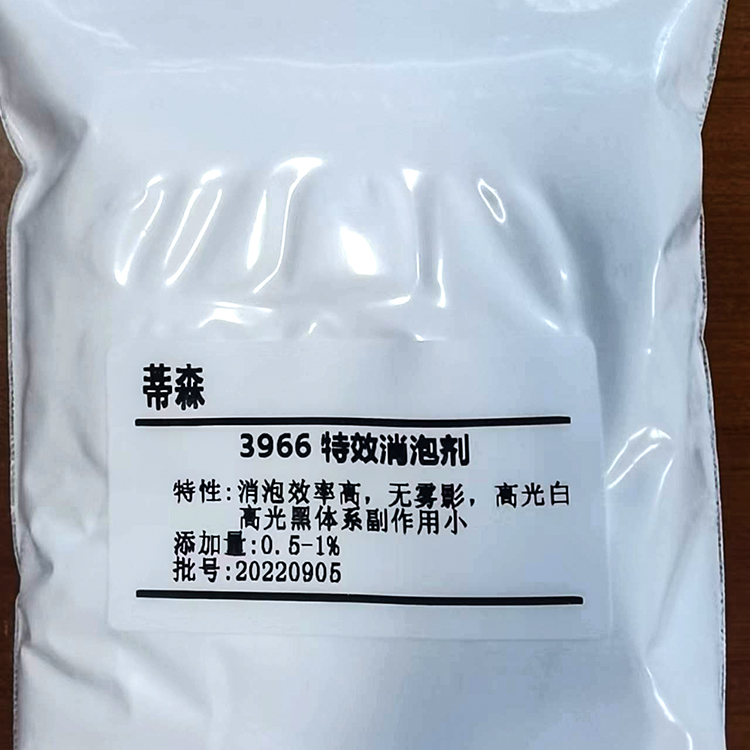 蒂森
3966 特效消泡剂
特性:消泡效率高，无雾影，高光白
高光黑体系副作用小
添加量:0.5-1%
批号:20220905